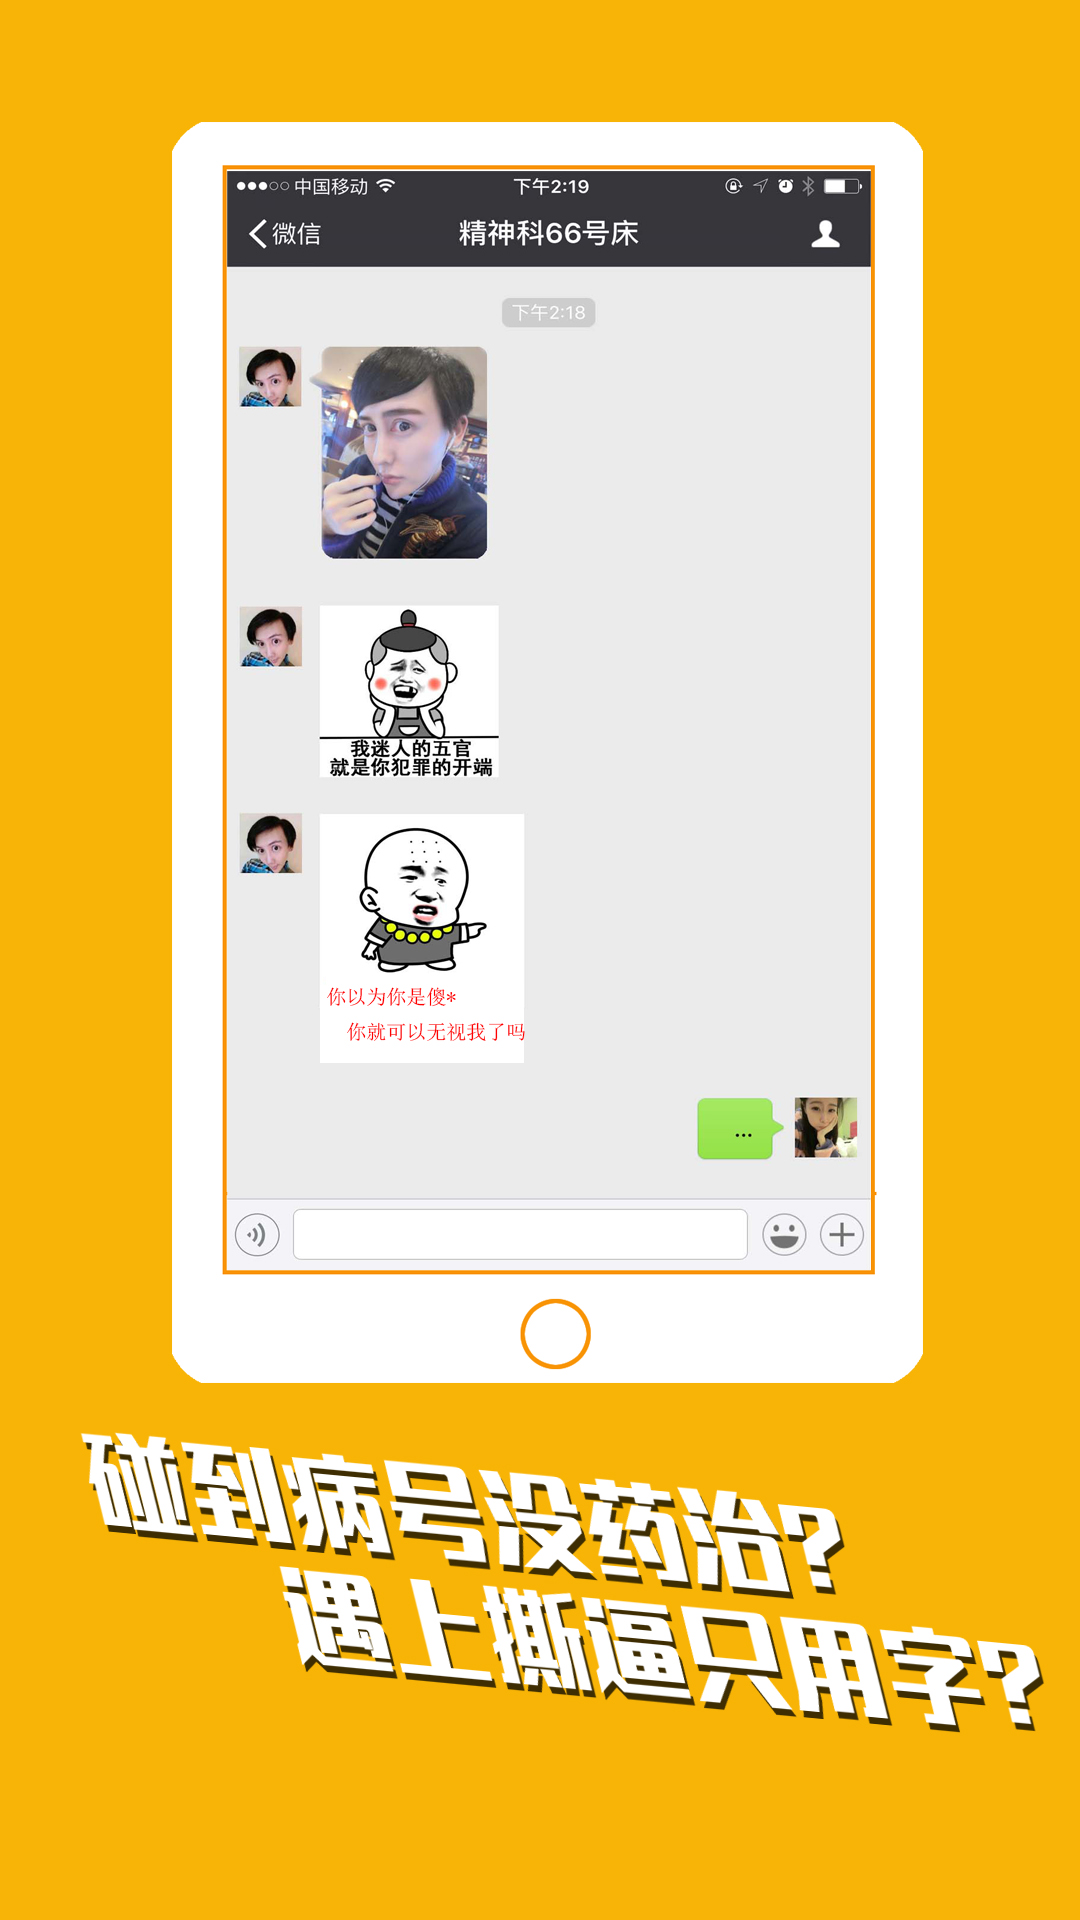 中国移动 下午2:19
微信 精神科66号床
下午2:18
我迷人的五官
就是你犯罪的开端
你以为你是傻*
你就可以无视我了吗
...
碰到病号没药治?
遇上撕逼只用字?